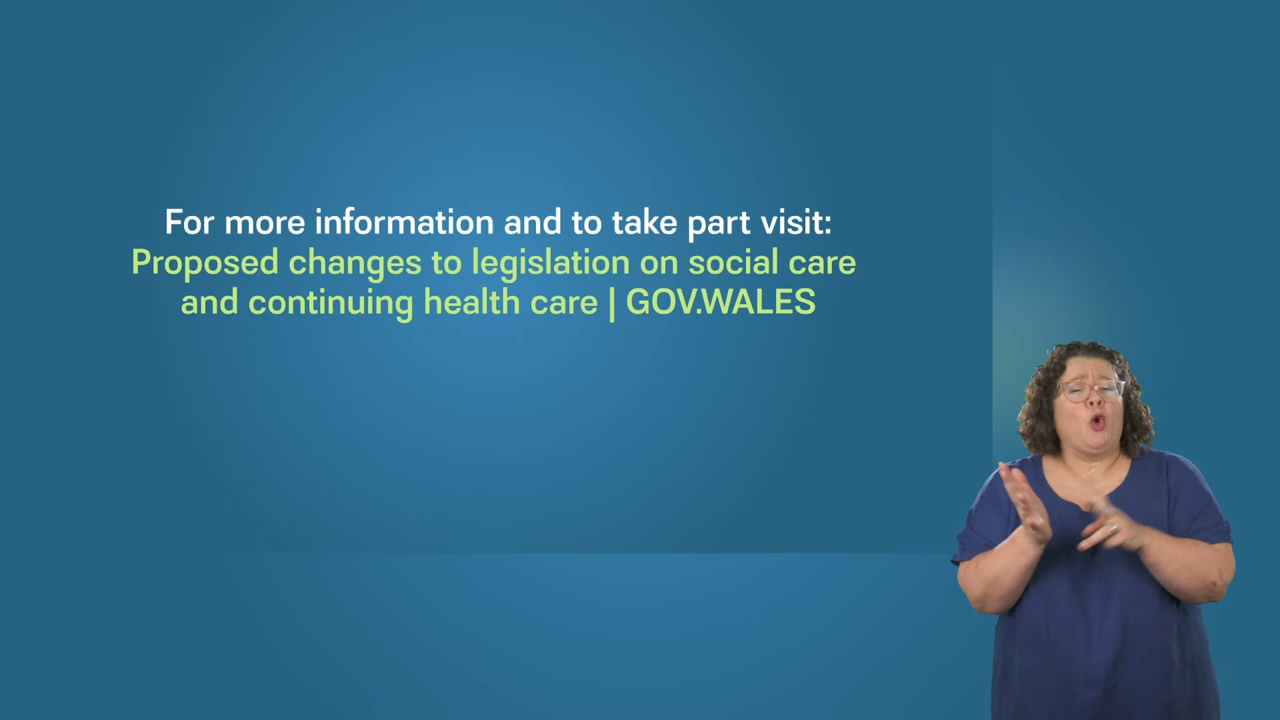 For more information and to take part visit:
Proposed changes to legislation on social care
and continuing health care | GOV.WALES